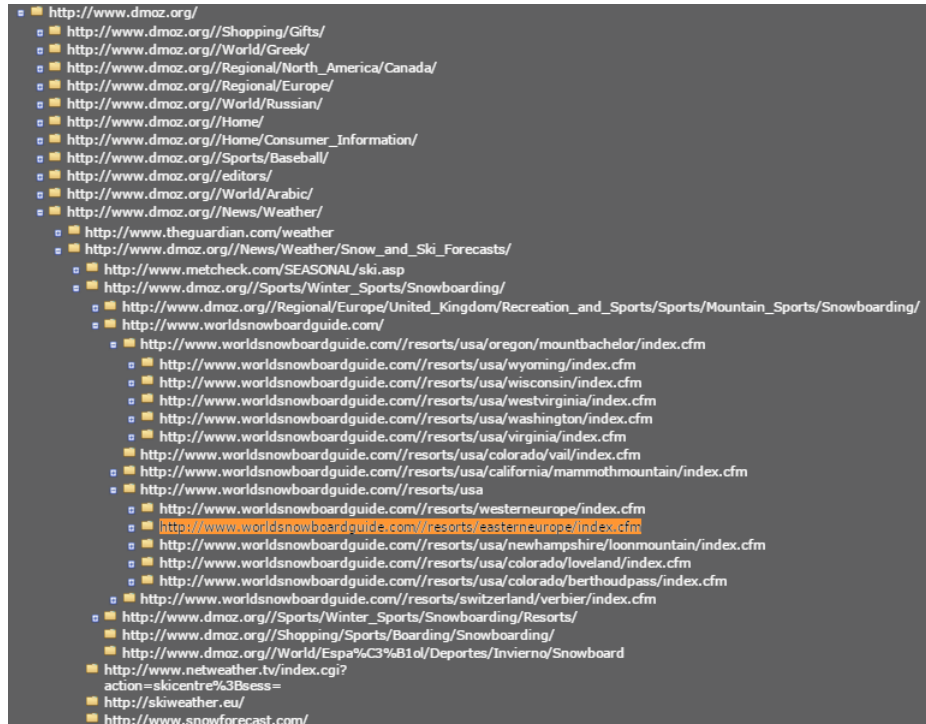 http://www.dmoz.org/
http://www.dmoz.org//Shopping/Gifts/
http://www.dmoz.org//World/Greek/
http://www.dmoz.org//Regional/North_America/Canada/
http://www.dmoz.org//Regional/Europe/
http://www.dmoz.org//World/Russian/
http://www.dmoz.org//Home/
http://www.dmoz.org//Home/Consumer_Information/
http://www.dmoz.org//Sports/Baseball/
http://www.dmoz.org//editors/
http://www.dmoz.org//World/Arabic/
http://www.dmoz.org//News/Weather/
http://www.theguardian.com/weather
http://www.dmoz.org//News/Weather/Snow_and_Ski_Forecasts/
http://www.metcheck.com/SEASONAL/ski.asp
http://www.dmoz.org//Sports/Winter_Sports/Snowboarding/
http://www.dmoz.org//Regional/Europe/United_Kingdom/Recreation_and_Sports/Sports/Mountain_Sports/Snowboarding/
http://www.worldsnowboardguide.com/
http://www.worldsnowboardguide.com//resorts/usa/oregon/mountbachelor/index.cfm
http://www.worldsnowboardguide.com//resorts/usa/wyoming/index.cfm
http://www.worldsnowboardguide.com//resorts/usa/wisconsin/index.cfm
http://www.worldsnowboardguide.com//resorts/usa/westvirginia/index.cfm
http://www.worldsnowboardguide.com//resorts/usa/washington/index.cfm
http://www.worldsnowboardguide.com//resorts/usa/virginia/index.cfm
http://www.worldsnowboardguide.com//resorts/usa/colorado/vail/index.cfm
http://www.worldsnowboardguide.com//resorts/usa/california/mammothmountain/index.cfm
http://www.worldsnowboardguide.com//resorts/usa
http://www.worldsnowboardguide.com//resorts/westerneurope/index.cfm
http://www.worldsnowboardguide.com//resorts/easterneurope/index.cfm
http://www.worldsnowboardguide.com//resorts/usa/newhampshire/loonmountain/index.cfm
http://www.worldsnowboardguide.com//resorts/usa/colorado/loveland/index.cfm
http://www.worldsnowboardguide.com//resorts/usa/colorado/berthoudpass/index.cfm
http://www.worldsnowboardguide.com//resorts/switzerland/verbier/index.cfm
http://www.dmoz.org//Sports/Winter_Sports/Snowboarding/Resorts/
http://www.dmoz.org//Shopping/Sports/Boarding/Snowboarding/
http://www.dmoz.org//World/Espa%C3%B1ol/Deportes/Invierno/Snowboard
http://www.netweather.tv/index.cgi?
action=skicentre%3Bsess=
http://skiweather.eu/
http://www.snowforecast.com/